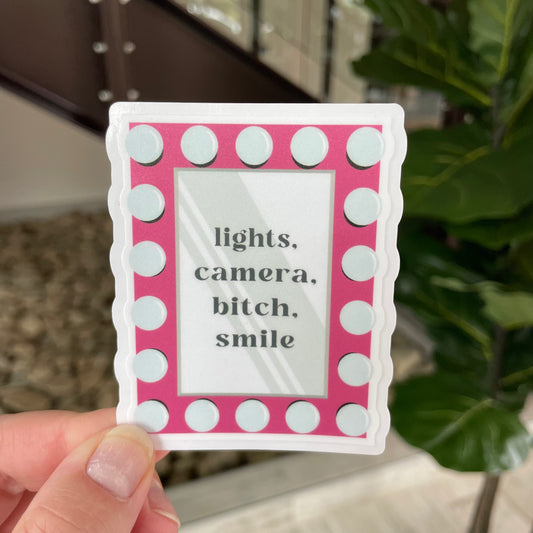 lights,
camera,
bitch,
smile